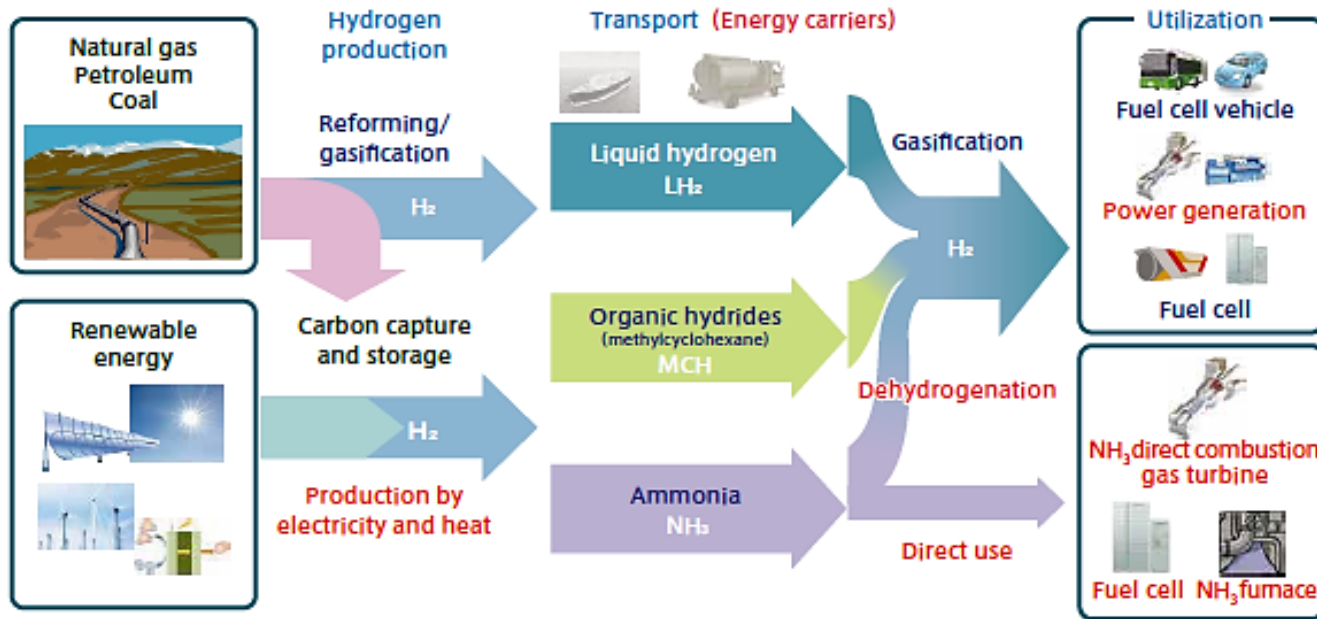 Natural gas
Petroleum
Coal
Renewable
energy
Hydrogen
production
Reforming/
gasification
H₂
Carbon capture
and storage
H₂
Production by
electricity and heat
Transport (Energy carriers)
Liquid hydrogen
LH₂
Organic hydrides
(methylcyclohexane)
MCH
Ammonia
NH₃
Gasification
H₂
Dehydrogenation
Direct use
Utilization
Fuel cell vehicle
Power generation
Fuel cell
NH₃direct combustion
gas turbine
Fuel cell
NH₃furnace